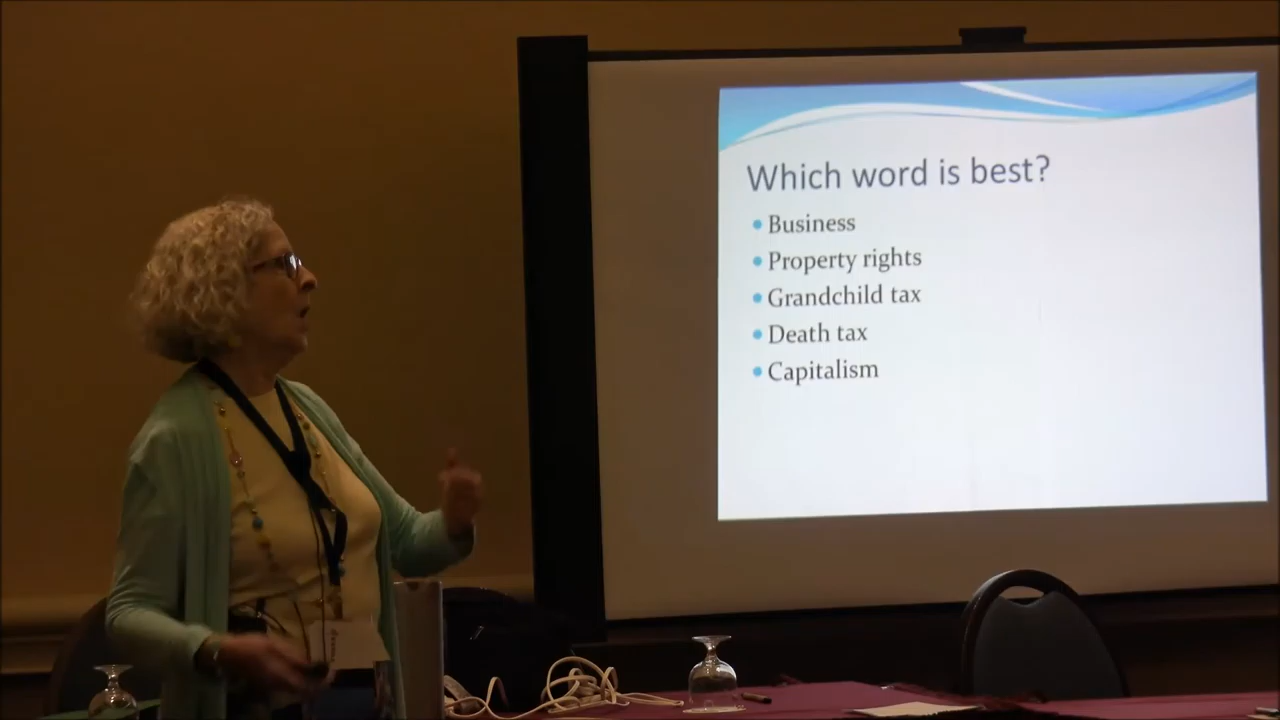 Which word is best?
Business
Property rights
Grandchild tax
Death tax
Capitalism